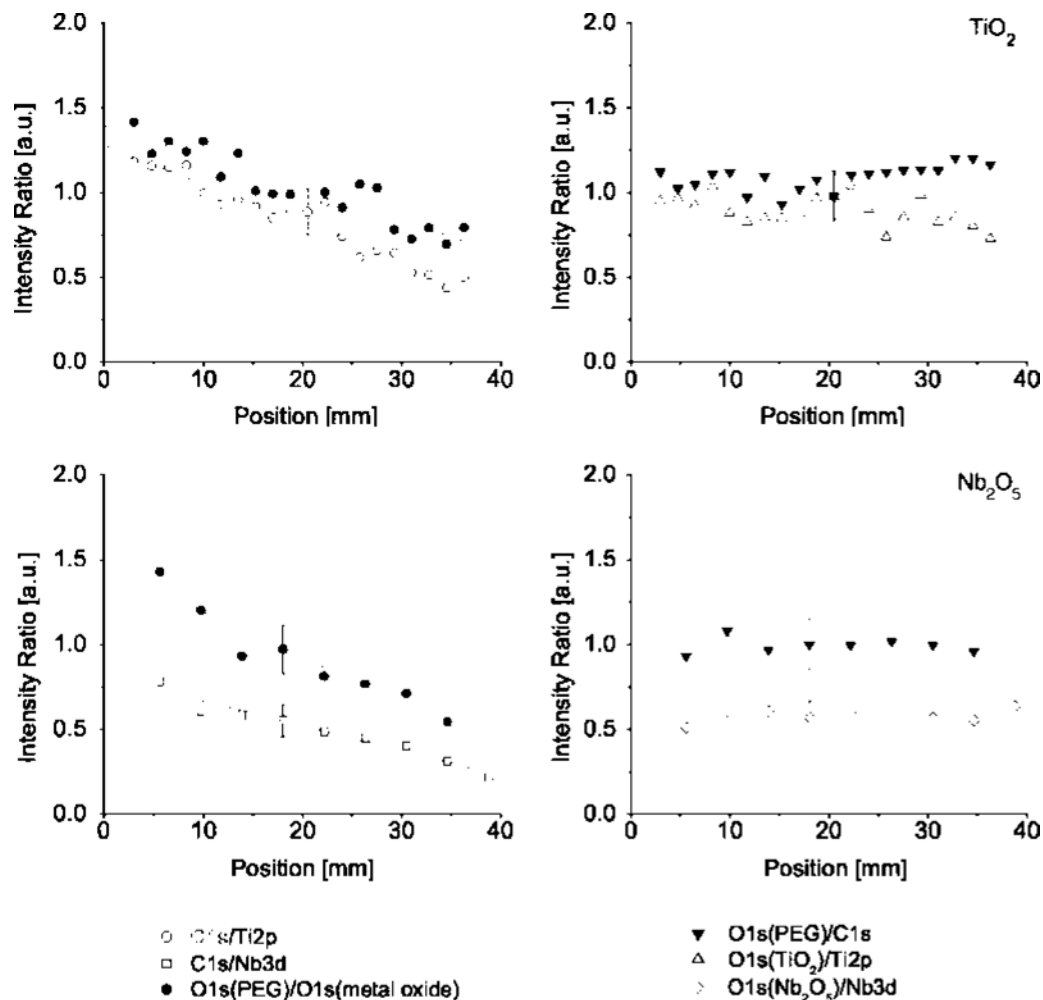 2.0
1.5
1.0
0.5
0.0
Intensity Ratio [a.u.]
0
10
20
30
40
Position [mm]
TiO2
2.0
1.5
1.0
0.5
0.0
Intensity Ratio [a.u.]
0
10
20
30
40
Position [mm]
2.0
1.5
1.0
0.5
0.0
Intensity Ratio [a.u.]
0
10
20
30
40
Position [mm]
Nb2O5
2.0
1.5
1.0
0.5
0.0
Intensity Ratio [a.u.]
0
10
20
30
40
Position [mm]
C1s/Ti2p
C1s/Nb3d
O1s(PEG)/O1s(metal oxide)
O1s(PEG)/C1s
O1s(TiO2)/Ti2p
O1s(Nb2O5)/Nb3d